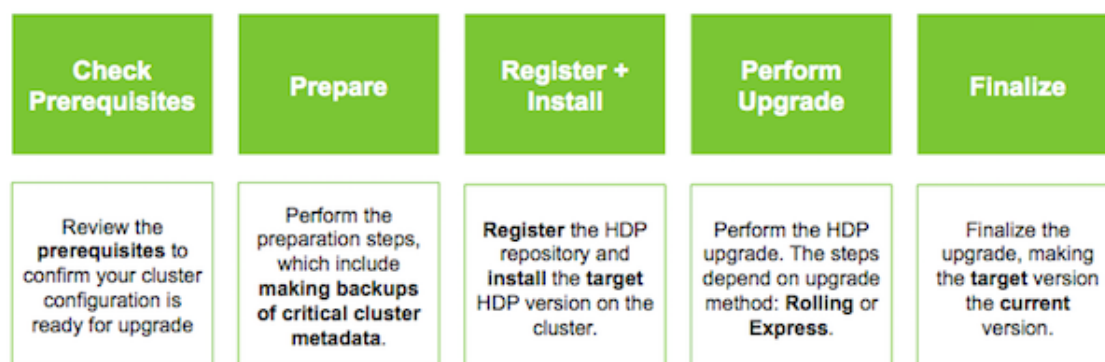 Check
Prerequisites
Prepare
Register +
Install
Perform
Upgrade
Finalize
Review the
prerequisites to
confirm your cluster
configuration is
ready for upgrade
Perform the
preparation steps,
which include
making backups
of critical cluster
metadata.
Register the HDP
repository and
install the target
HDP version on the
cluster.
Perform the HDP
upgrade. The steps
depend on upgrade
method: Rolling or
Express.
Finalize the
upgrade, making
the target version
the current
version.